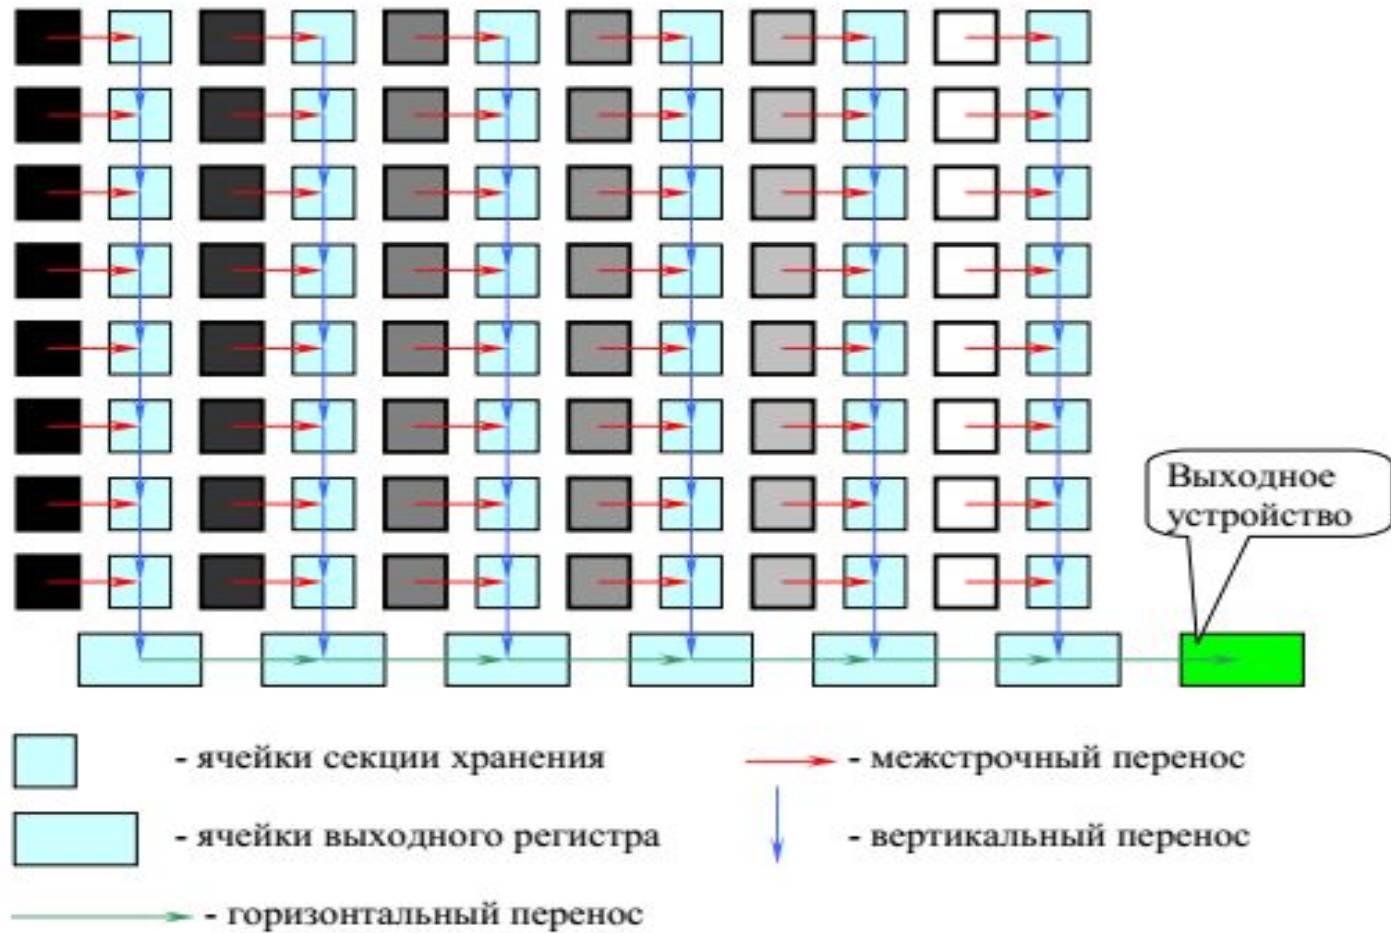 Выходное
устройство
- ячейки секции хранения
- межстрочный перенос
- ячейки выходного регистра
- вертикальный перенос
- горизонтальный перенос